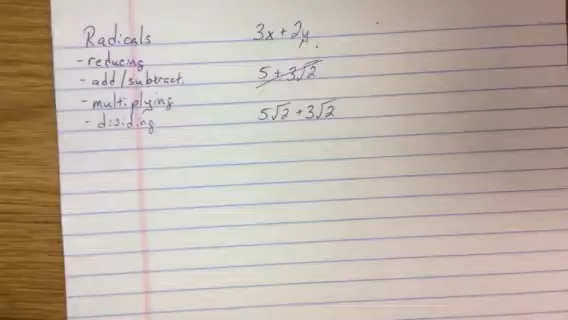 Radicals
- reducing
- add/subtract.
- multiplying
- dividing
3x + 2y
5 + 3√2
5√2 + 3√2